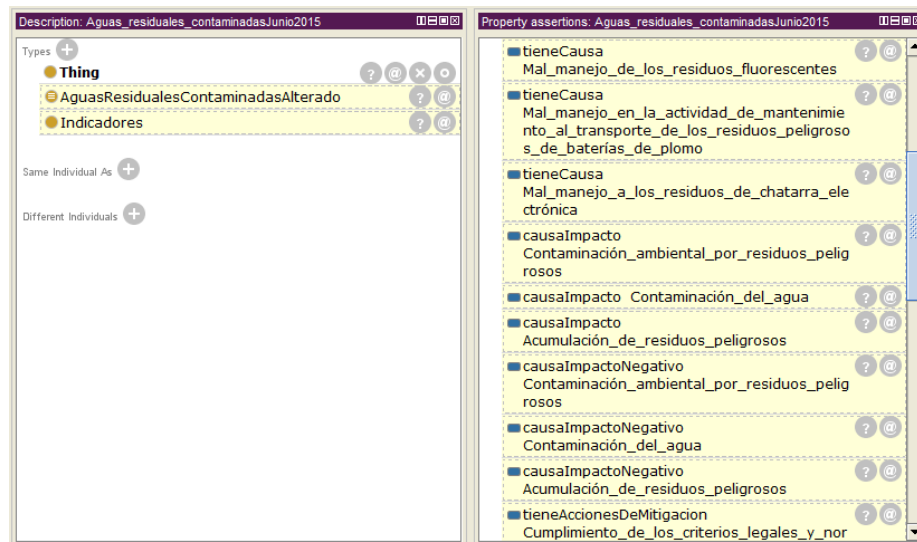 Description: Aguas_residuales_contaminadasJunio2015
Types
Thing
AguasResidualesContaminadasAlterado
Indicadores
Same Individual As
Different Individuals
Property assertions: Aguas_residuales_contaminadasJunio2015
tieneCausa
Mal_manejo_de_los_residuos_fluorescentes
tieneCausa
Mal_manejo_en_la_actividad_de_mantenimie
nto_al_transporte_de_los_residuos_peligroso
s_de_baterías_de_plomo
tieneCausa
Mal_manejo_a_los_residuos_de_chatarra_ele
ctrónica
causaImpacto
Contaminación_ambiental_por_residuos_pelig
rosos
causaImpacto Contaminación_del_agua
causaImpacto
Acumulación_de_residuos_peligrosos
causaImpactoNegativo
Contaminación_ambiental_por_residuos_pelig
rosos
causaImpactoNegativo
Contaminación_del_agua
causaImpactoNegativo
Acumulación_de_residuos_peligrosos
tieneAccionesDeMitigacion
Cumplimiento_de_los_criterios_legales_y_nor